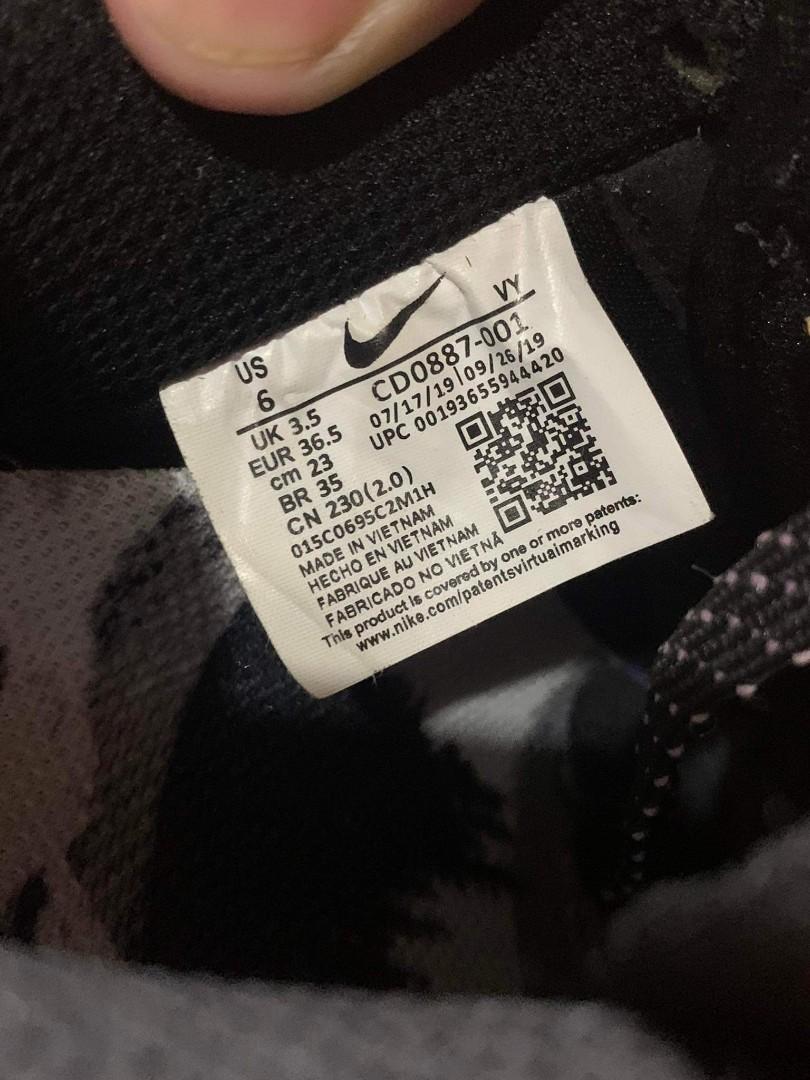 US
6
VY
UK 3.5
EUR 36.5
cm 23
BR 35
CN 230(2.0)
CD0887-001
07/17/19|09/26/19
UPC 00193655944420
015C0695C2M1H
MADE IN VIETNAM
HECHO EN VIETNAM
FABRIQUE AU VIETNAM
FABRICADO NO VIETNÃ
This product is covered by one or more patents:
www.nike.com/patentsvirtualmarking